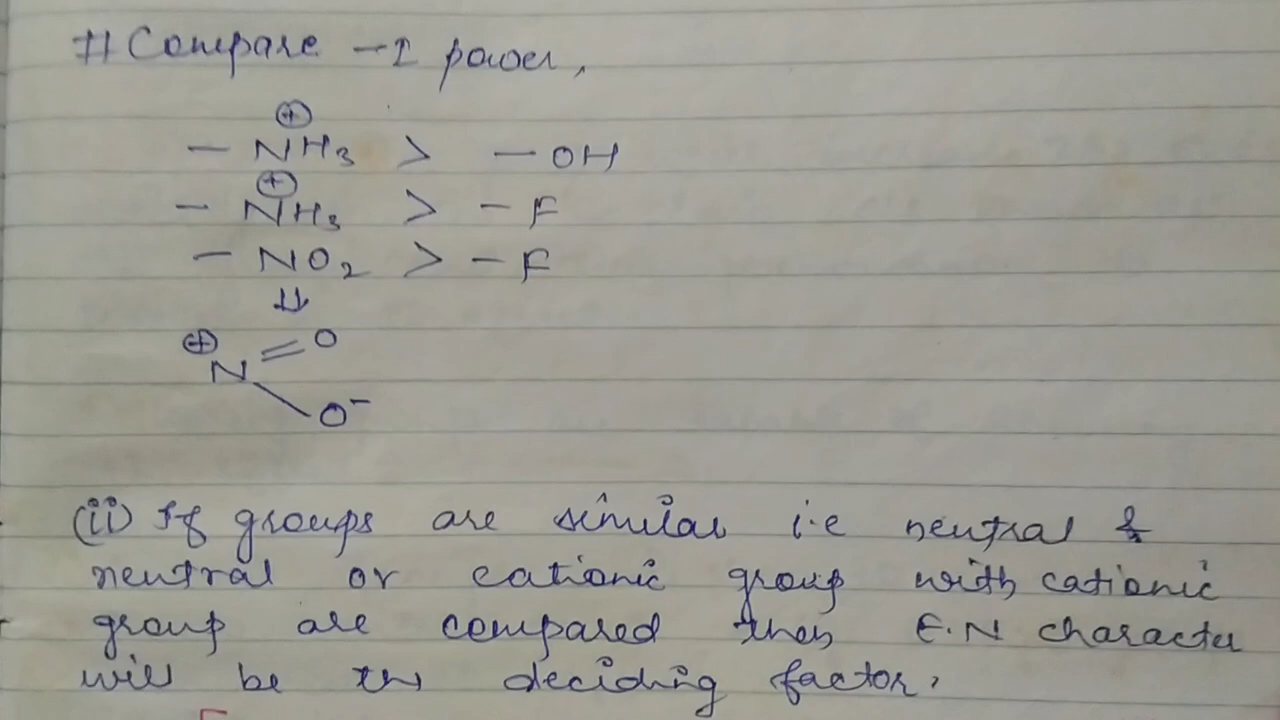 # Compare -I power,
⊕
- NH3 > - OH
⊕
- NH3 > - F
- NO2 > - F
⇓
⊕ N = O
O-
(ii) If groups are similar i.e neutral &
neutral or cationic group with cationic
group are compared then E.N character
will be the deciding factor.